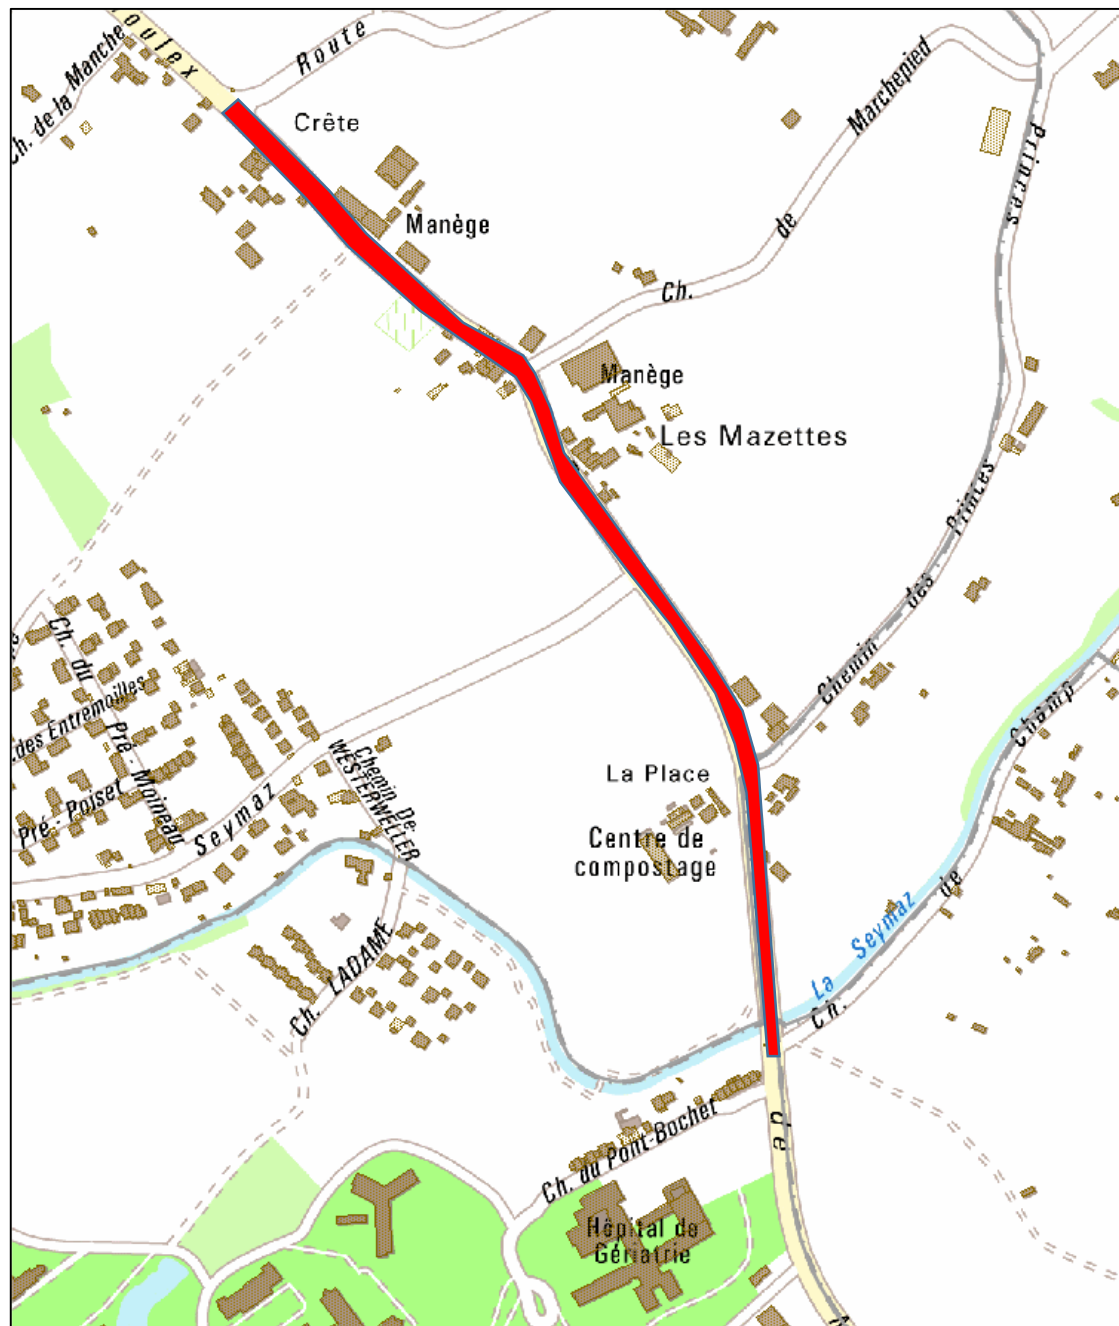 Route
Ch. de la Manche
Crête
Marchepied
de
Ch.
Manège
Princes
Manège
Les Mazettes
Chemin des Princes
Ch. du Pré - Moineau
des Entremoilles
Pré - Poiset
Seymaz
Chemin De
WESTERWELLER
La Place
Centre de
compostage
Champ
de
Ch.
La Seymaz
Ch. LADAME
de
Ch. du Pont-Bochet
Hôpital de
Gériatrie